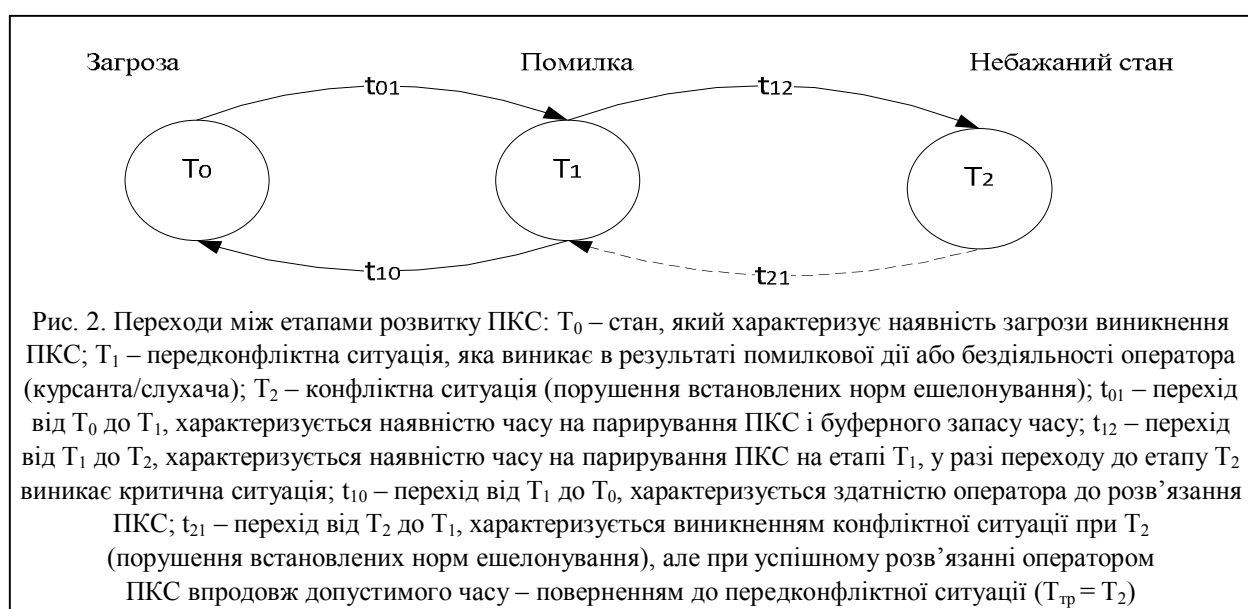 Загроза Помилка Небажаний стан
t01 t12
T0 T1 T2
t10 t21
Рис. 2. Переходи між етапами розвитку ПКС: T0 – стан, який характеризує наявність загрози виникнення
ПКС; T1 – передконфліктна ситуація, яка виникає в результаті помилкової дії або бездіяльності оператора
(курсанта/слухача); T2 – конфліктна ситуація (порушення встановлених норм ешелонування); t01 – перехід
від T0 до T1, характеризується наявністю часу на парирування ПКС і буферного запасу часу; t12 – перехід
від T1 до T2, характеризується наявністю часу на парирування ПКС на етапі T1, у разі переходу до етапу T2
виникає критична ситуація; t10 – перехід від T1 до T0, характеризується здатністю оператора до розв’язання
ПКС; t21 – перехід від T2 до T1, характеризується виникненням конфліктної ситуації при T2
(порушення встановлених норм ешелонування), але при успішному розв’язанні оператором
ПКС впродовж допустимого часу – поверненням до передконфліктної ситуації (Tтр = T2)